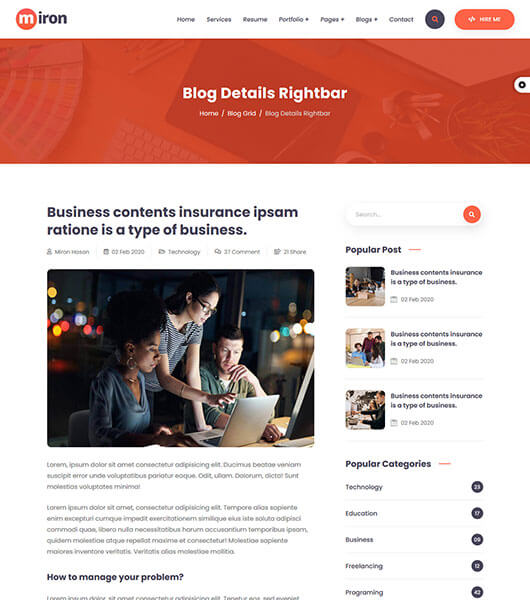 miron
Home Services Resume Portfolio + Pages + Blogs + Contact
</> HIRE ME
Blog Details Rightbar
Home / Blog Grid / Blog Details Rightbar
Business contents insurance ipsam
ratione is a type of business.
Miron Hasan 02 Feb 2020 Technology 37 Comment 21 Share
Lorem, ipsum dolor sit amet consectetur adipisicing elit. Ducimus beatae veniam
suscipit error unde voluptatibus pariatur eaque. Odit, ullam. Dolorum, dicta! Sunt
molestias voluptates minima!
Lorem ipsum dolor sit amet, consectetur adipisicing elit. Tempore alias sapiente
enim excepturi cumque impedit exercitationem similique eius iste soluta adipisci
commodi quas, libero nulla necessitatibus harum accusantium temporibus ipsam,
quidem molestiae atque repellat maxime et consectetur! Molestiae sapiente
maiores inventore veritatis. Veritatis alias molestiae mollitia.
How to manage your problem?
Lorem ipsum dolor sit amet consectetur adipisicing elit. Tenetur eos, sed eveniet
Search...
Popular Post
Business contents insurance
is a type of business.
02 Feb 2020
Business contents insurance
is a type of business.
02 Feb 2020
Business contents insurance
is a type of business.
02 Feb 2020
Popular Categories
Technology 23
Education 17
Business 09
Freelancing 12
Programing 42